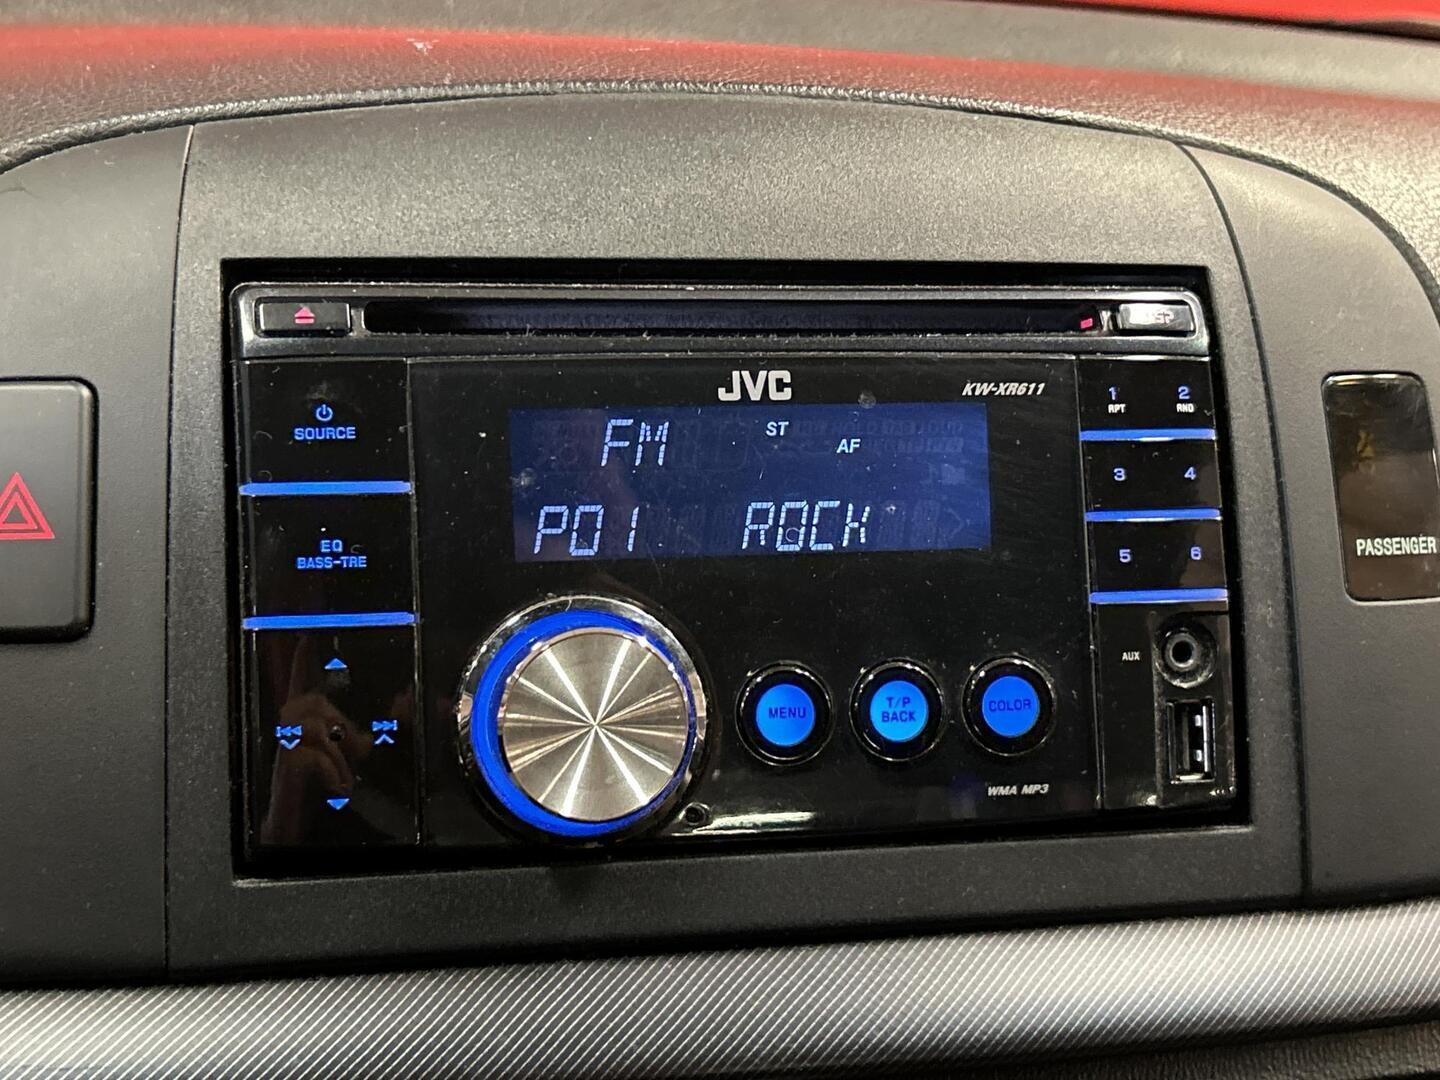 DISP
JVC
KW-XR611
SOURCE
FM
ST
AF
P01 ROCK
EQ
BASS-TRE
1
RPT
2
RND
3
4
5
6
AUX
MENU
T/P
BACK
COLOR
WMA MP3
PASSENGER